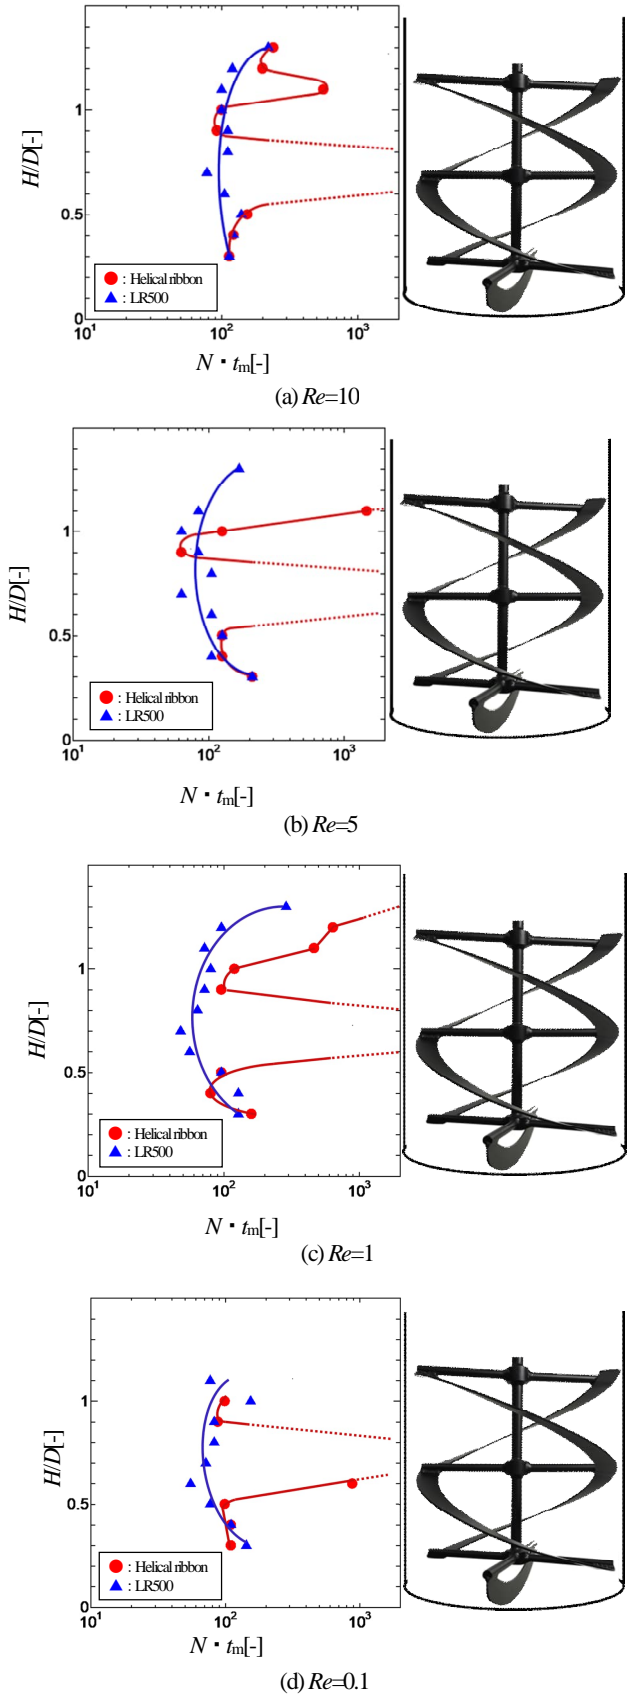 H/D[-]
1
0.5
0
: Helical ribbon
: LR500
10¹
10²
10³
N · tₘ[-]
(a) Re=10
H/D[-]
1
0.5
0
: Helical ribbon
: LR500
10¹
10²
10³
N · tₘ[-]
(b) Re=5
H/D[-]
1
0.5
0
: Helical ribbon
: LR500
10¹
10²
10³
N · tₘ[-]
(c) Re=1
H/D[-]
1
0.5
0
: Helical ribbon
: LR500
10¹
10²
10³
N · tₘ[-]
(d) Re=0.1